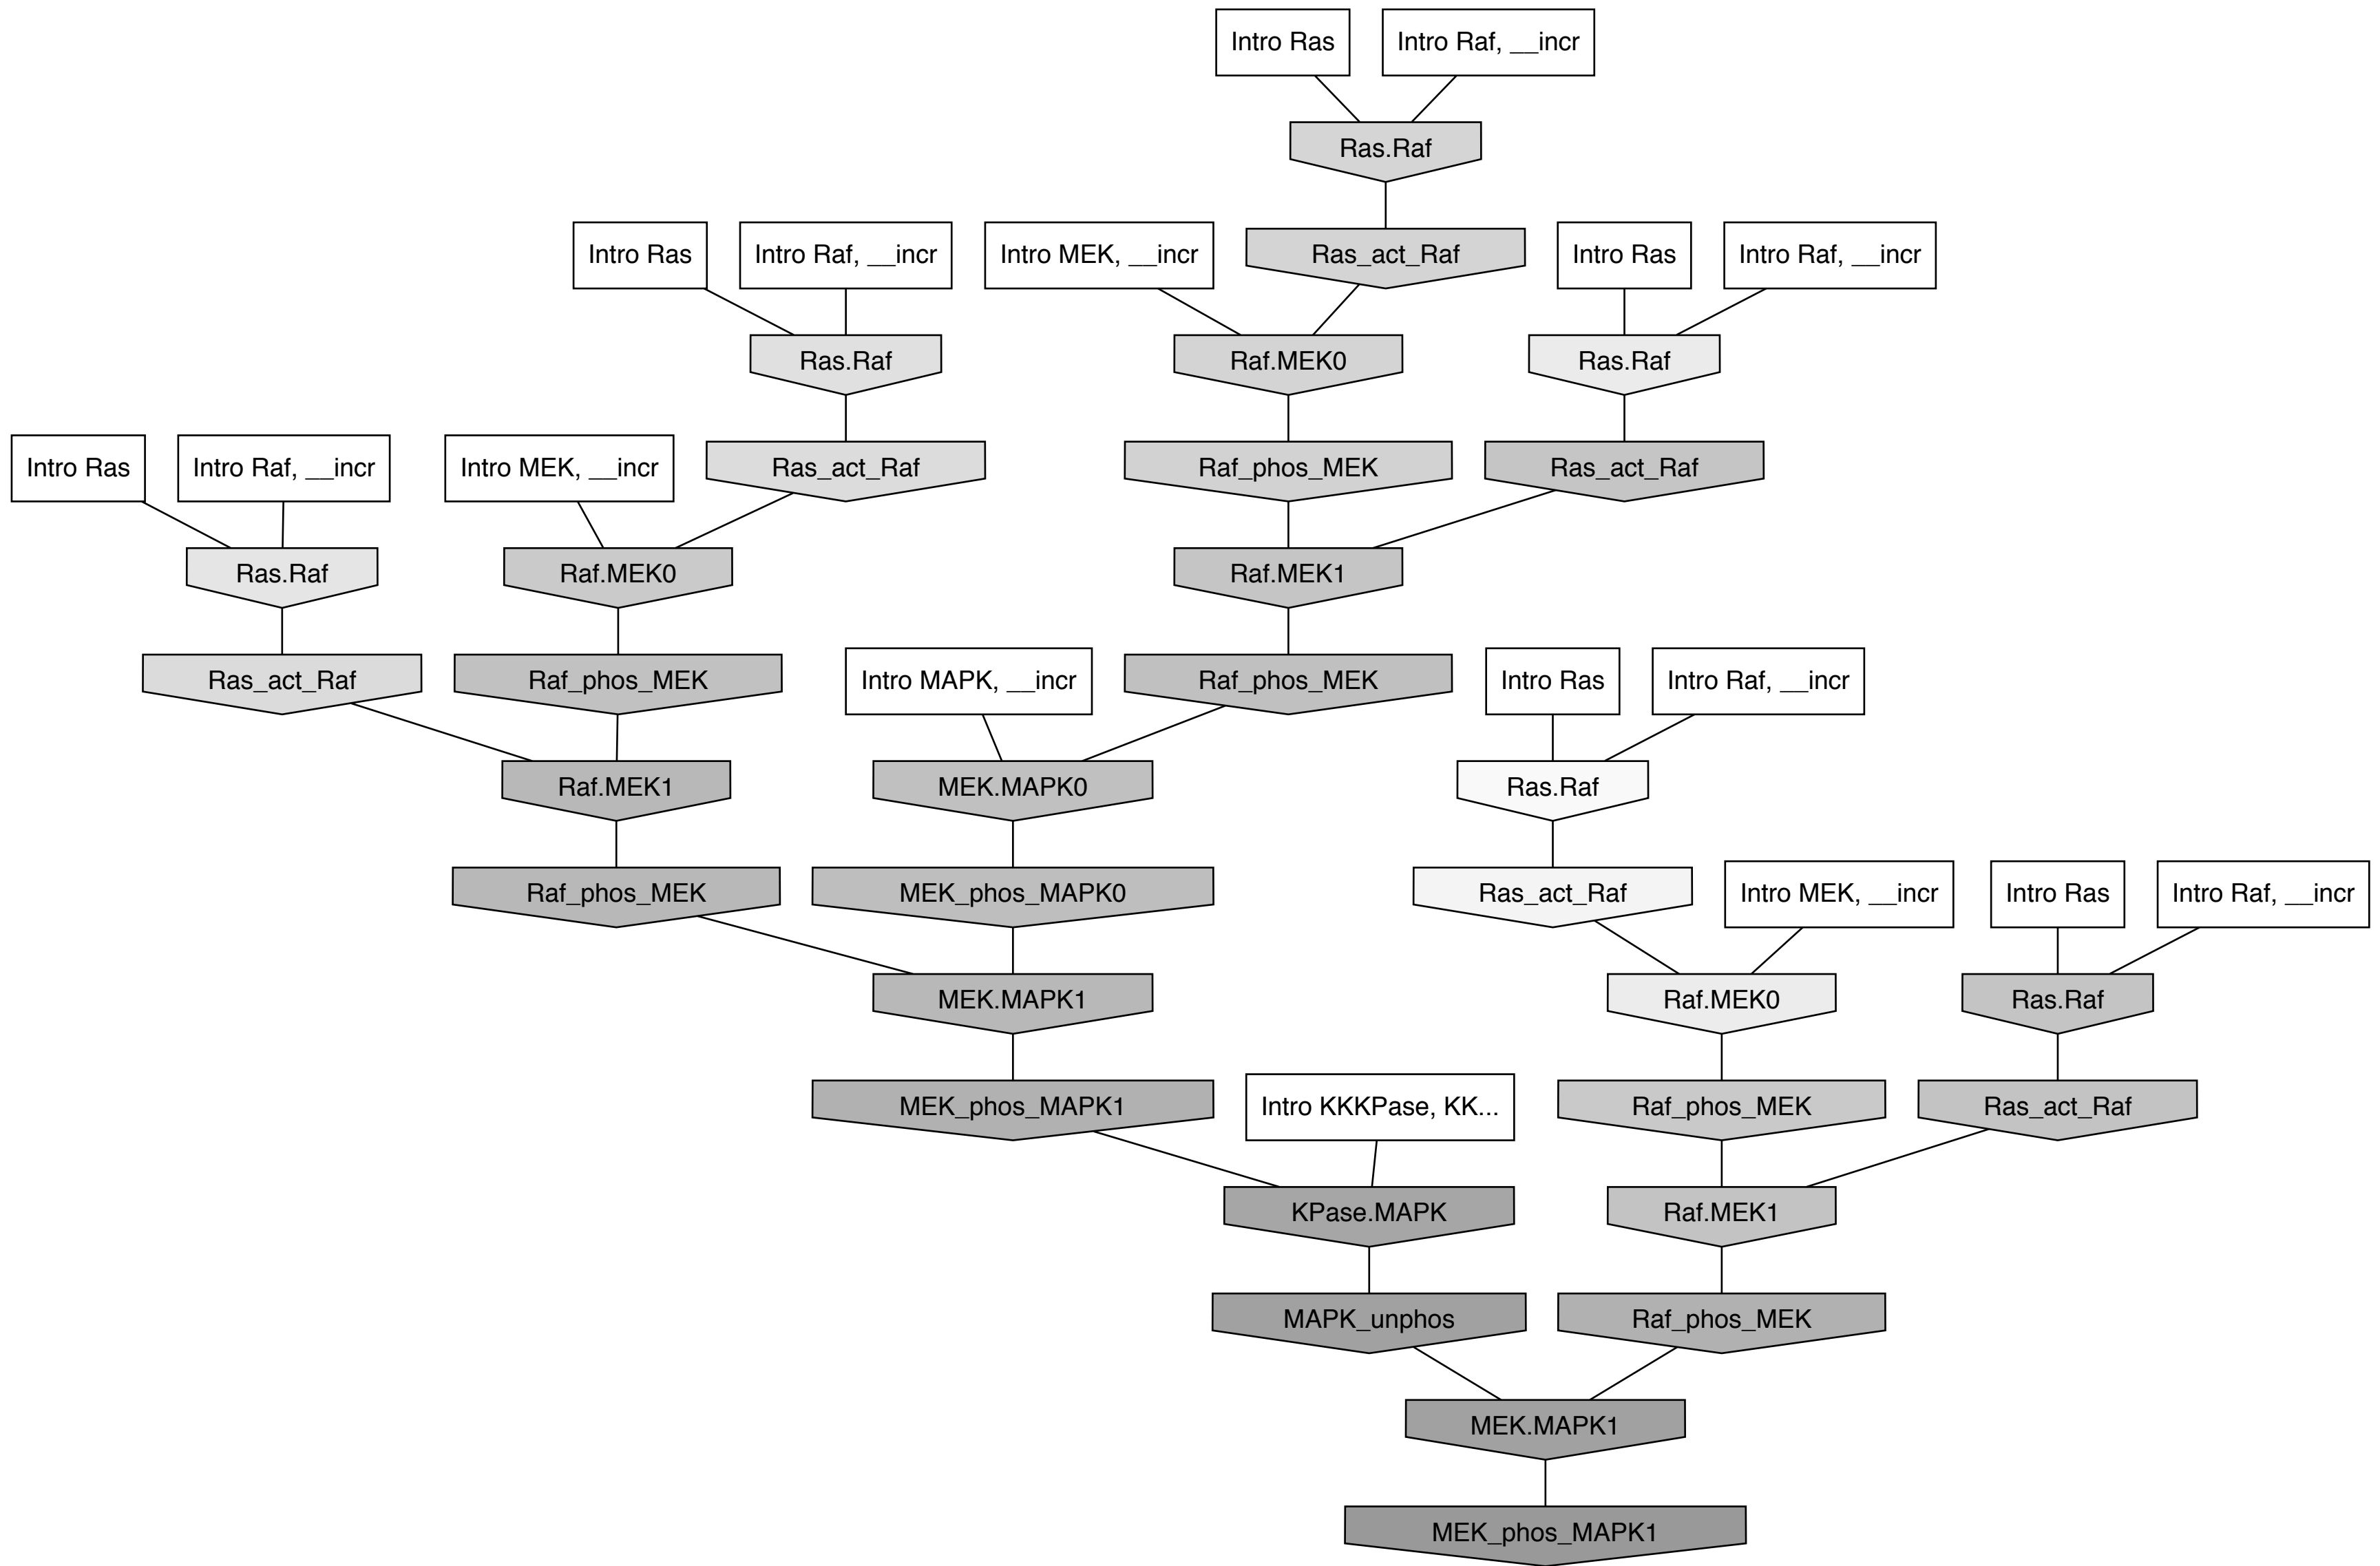 Intro Ras
Intro Raf, __incr
Ras.Raf
Intro Ras
Intro Raf, __incr
Intro MEK, __incr
Ras_act_Raf
Intro Ras
Intro Raf, __incr
Ras.Raf
Raf.MEK0
Ras.Raf
Intro Ras
Intro Raf, __incr
Intro MEK, __incr
Ras_act_Raf
Raf_phos_MEK
Ras_act_Raf
Ras.Raf
Raf.MEK0
Raf.MEK1
Ras_act_Raf
Raf_phos_MEK
Intro MAPK, __incr
Raf_phos_MEK
Intro Ras
Intro Raf, __incr
Raf.MEK1
MEK.MAPK0
Ras.Raf
Raf_phos_MEK
MEK_phos_MAPK0
Ras_act_Raf
Intro MEK, __incr
Intro Ras
Intro Raf, __incr
MEK.MAPK1
Raf.MEK0
Ras.Raf
MEK_phos_MAPK1
Intro KKKPase, KK...
Raf_phos_MEK
Ras_act_Raf
KPase.MAPK
Raf.MEK1
MAPK_unphos
Raf_phos_MEK
MEK.MAPK1
MEK_phos_MAPK1